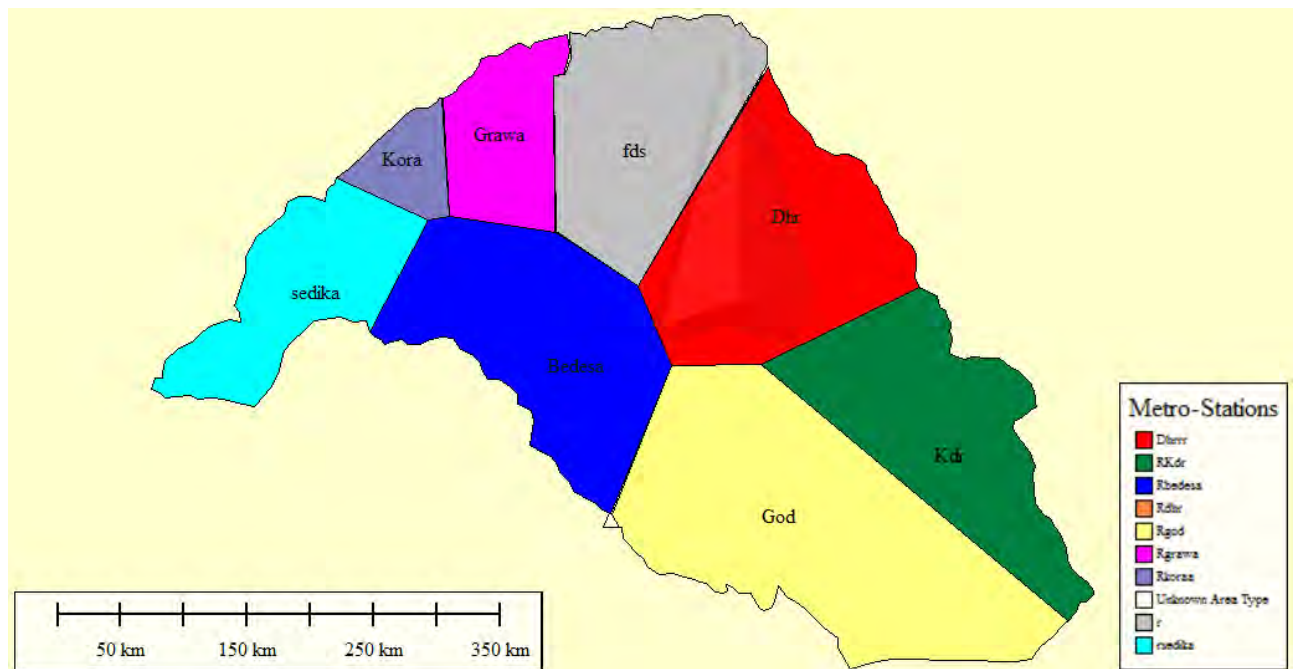 Grawa
fds
Kora
Dhr
sedika
Bedesa
Kdr
God
Metro-Stations
Dhrrr
RKdr
Rbedesa
Rdhr
Rgod
Rgrawa
Rkoraa
Unknown Area Type
r
rsedika
50 km 150 km 250 km 350 km